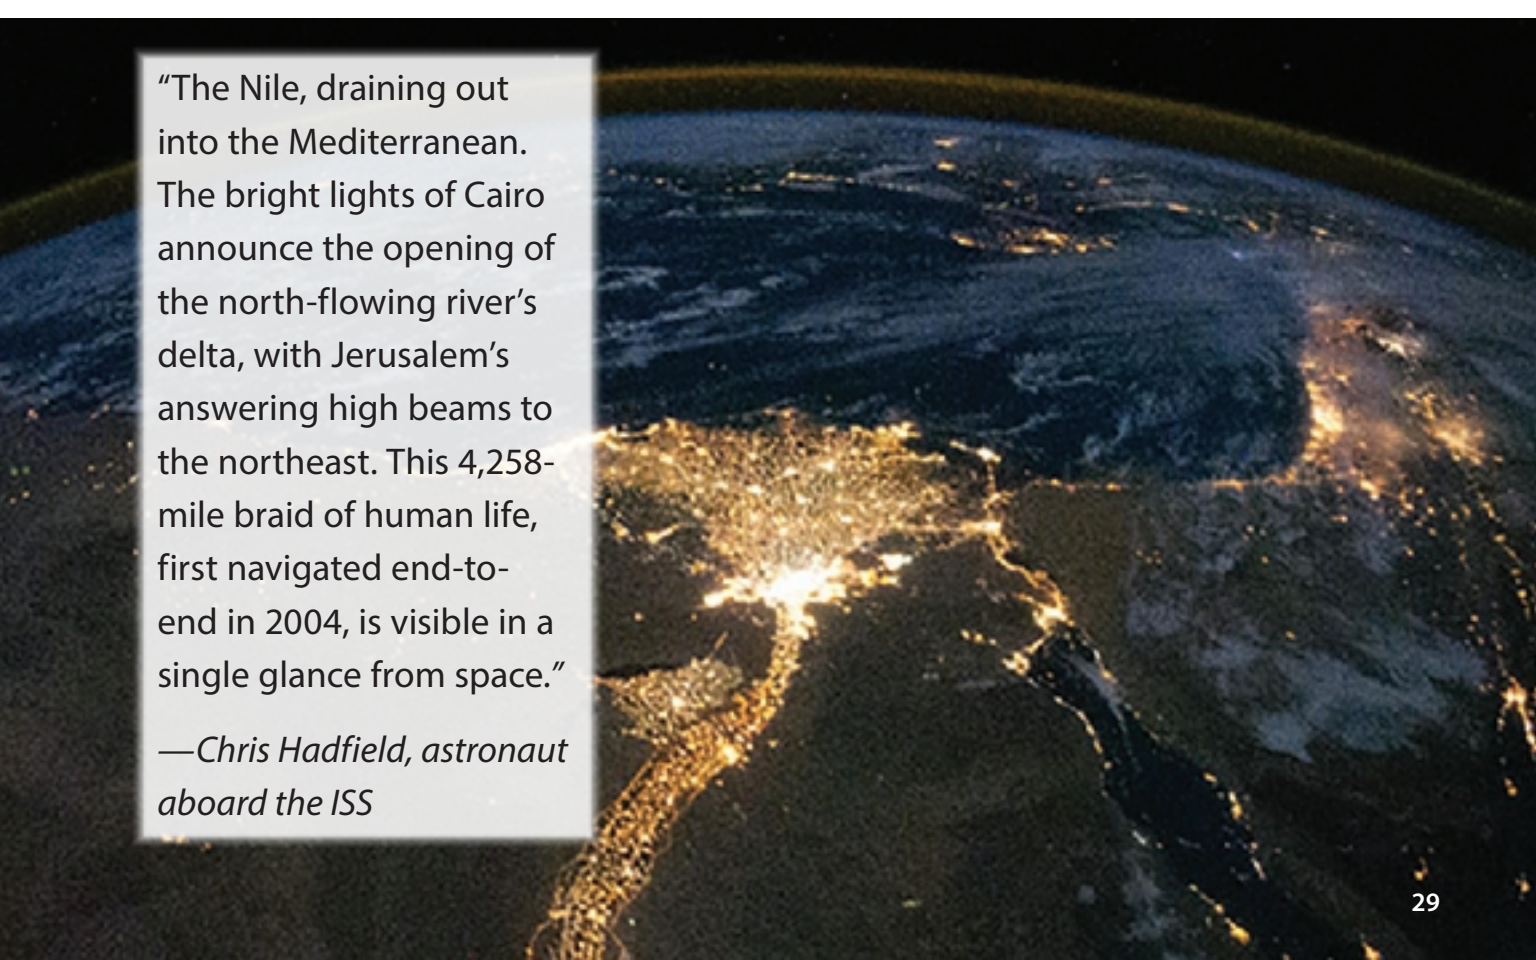 “The Nile, draining out
into the Mediterranean.
The bright lights of Cairo
announce the opening of
the north-flowing river’s
delta, with Jerusalem’s
answering high beams to
the northeast. This 4,258-
mile braid of human life,
first navigated end-to-
end in 2004, is visible in a
single glance from space.”
—Chris Hadfield, astronaut
aboard the ISS
29